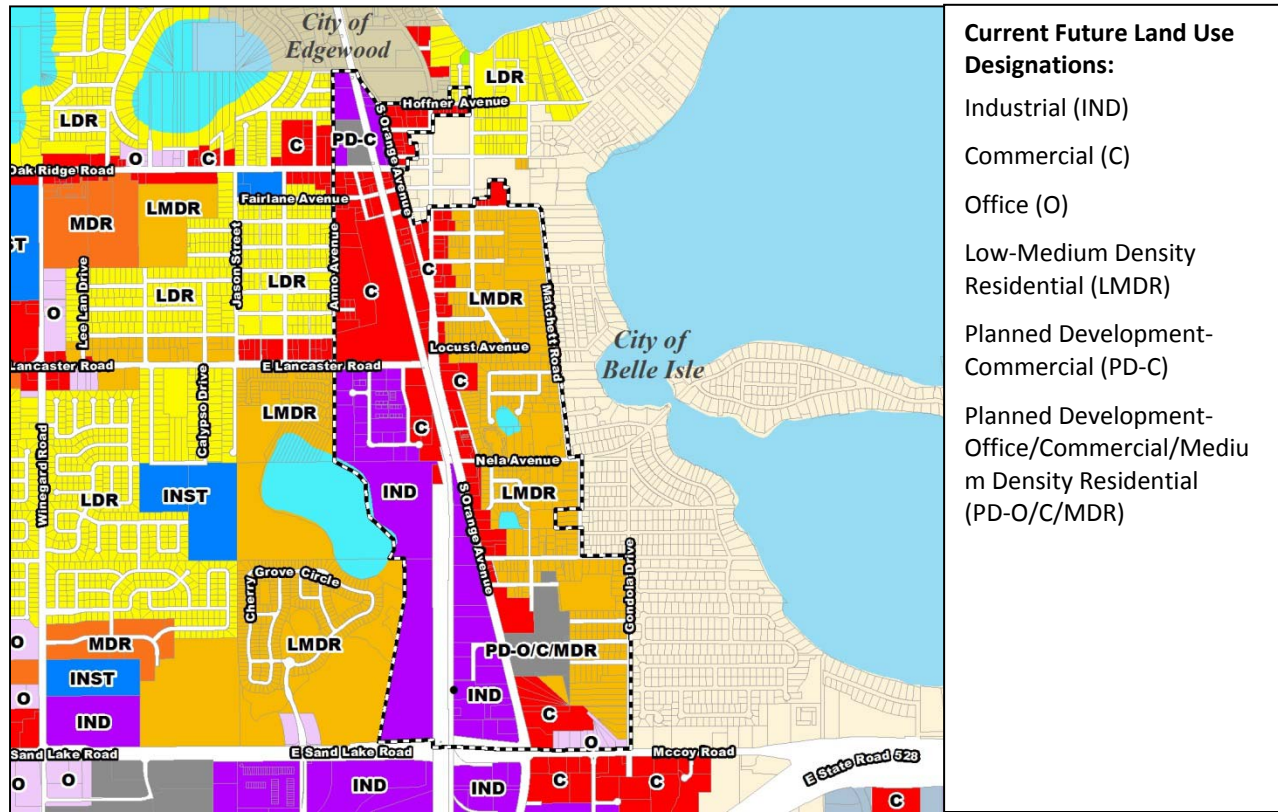 City of
Edgewood
LDR
Hoffner Avenue
S Orange Avenue
LDR
PD-C
O
C
C
Oak Ridge Road
Fairlane Avenue
LMDR
MDR
ST
Jason Street
Anno Avenue
Lee Lan Drive
LDR
LDR
C
C
LMDR
Matchett Road
O
Locust Avenue
City of
Belle Isle
Lancaster Road
E Lancaster Road
C
Calypso Drive
LMDR
C
Winegard Road
Nela Avenue
LDR
INST
IND
LMDR
S Orange Avenue
Cherry Grove Circle
Gondola Drive
O
MDR
LMDR
PD-O/C/MDR
INST
O
IND
IND
C
O
Sand Lake Road
E Sand Lake Road
Mccoy Road
O
O
IND
IND
C
C
E State Road 528
C
Current Future Land Use
Designations:
Industrial (IND)
Commercial (C)
Office (O)
Low-Medium Density
Residential (LMDR)
Planned Development-
Commercial (PD-C)
Planned Development-
Office/Commercial/Mediu
m Density Residential
(PD-O/C/MDR)